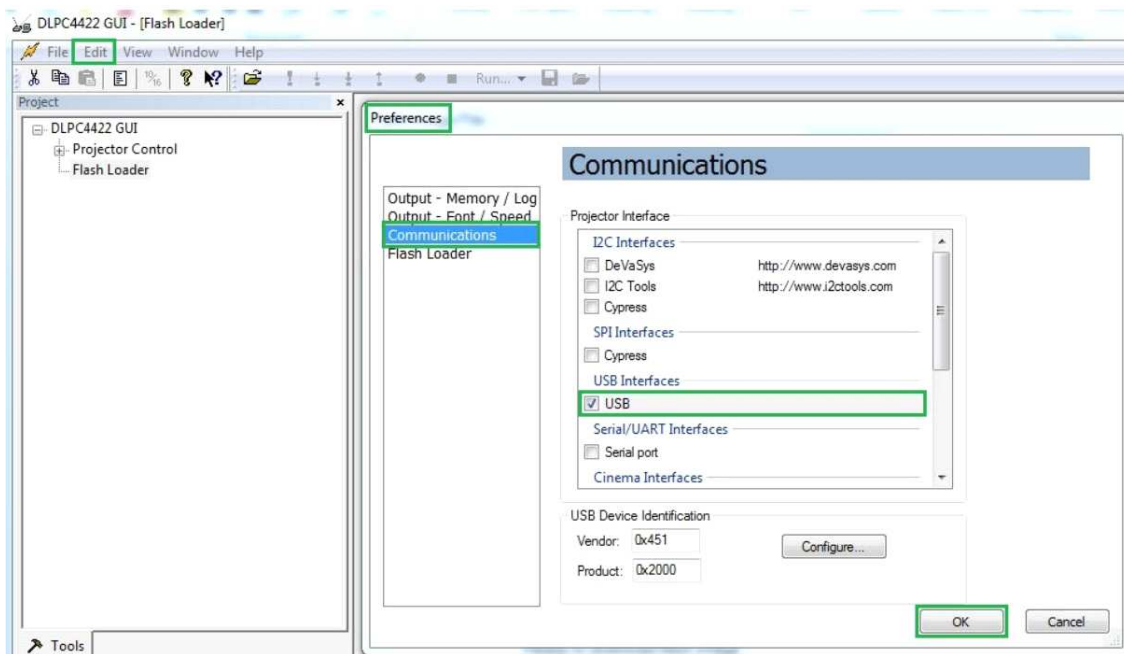 DLPC4422 GUI - [Flash Loader]
File Edit View Window Help
Run...
Project
x
DLPC4422 GUI
Projector Control
Flash Loader
Tools
Preferences
Communications
Output - Memory / Log
Output - Font / Speed
Communications
Flash Loader
Projector Interface
I2C Interfaces
DeVaSys http://www.devasys.com
I2C Tools http://www.i2ctools.com
Cypress
SPI Interfaces
Cypress
USB Interfaces
USB
Serial/UART Interfaces
Serial port
Cinema Interfaces
USB Device Identification
Vendor: 0x451
Configure...
Product: 0x2000
OK Cancel